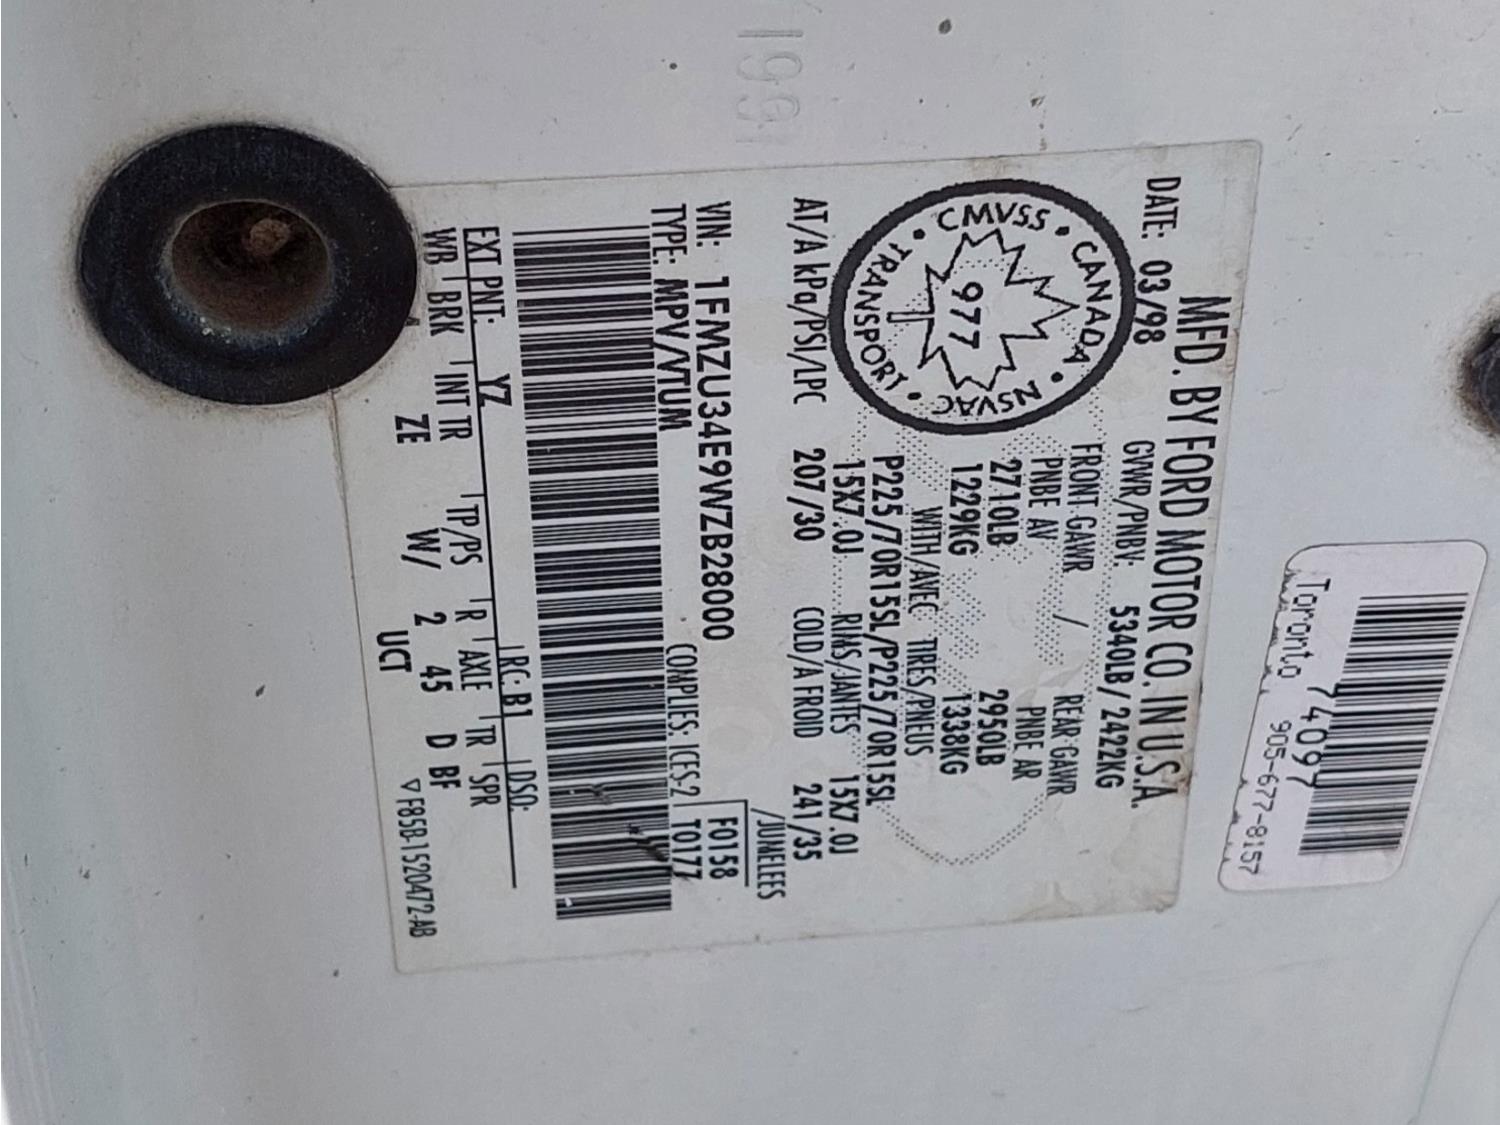 Toronto 905-677-8157
74097
MFD. BY FORD MOTOR CO. IN U.S.A.
DATE: 03/98 GVWR/PNBV: 5340LB/ 2422KG
FRONT GAWR / REAR GAWR
PNBE AV PNBE AR
2710LB 2950LB
1229KG 1338KG
WITH/AVEC TIRES/PNEUS
P225/70R15SL/P225/70R15SL
15X7.0J RIMS/JANTES 15X7.0J
AT/A kPa/PSI/LPC 207/30 COLD/A FROID 241/35
/JUMELEES
CMVSS • CANADA • NSVAC • TRANSPORT •
977
VIN: 1FMZU34E9WZB28000
F0158
TYPE: MPV/VTUM COMPLIES: ICES-2 T0177
EXT PNT: YZ RC: B1 DSO:
WB BRK INT TR TP/PS R AXLE TR SPR
ZE W/ 2 45 D BF
UCT ▽ F85B-1520472-AB